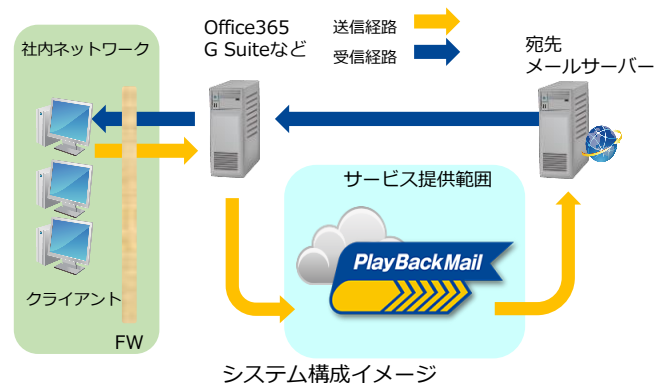 社内ネットワーク
Office365
G Suiteなど
送信経路
受信経路
宛先
メールサーバー
サービス提供範囲
PlayBackMail
クライアント
FW
システム構成イメージ